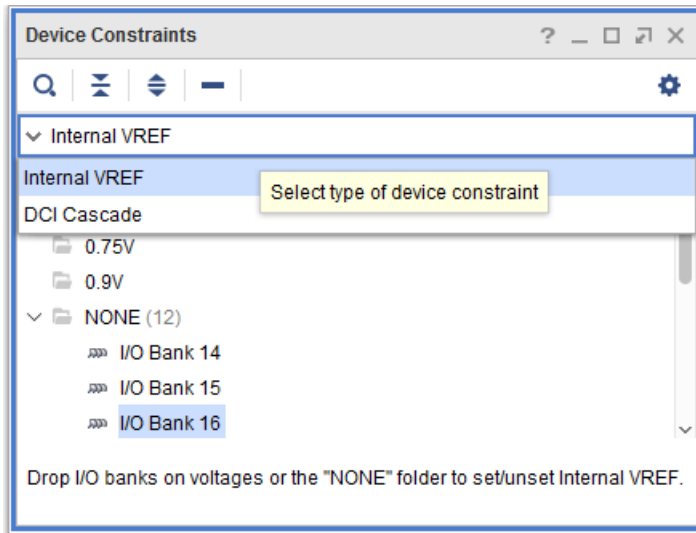 Device Constraints
Internal VREF
Internal VREF
Select type of device constraint
DCI Cascade
0.75V
0.9V
NONE (12)
I/O Bank 14
I/O Bank 15
I/O Bank 16
Drop I/O banks on voltages or the "NONE" folder to set/unset Internal VREF.